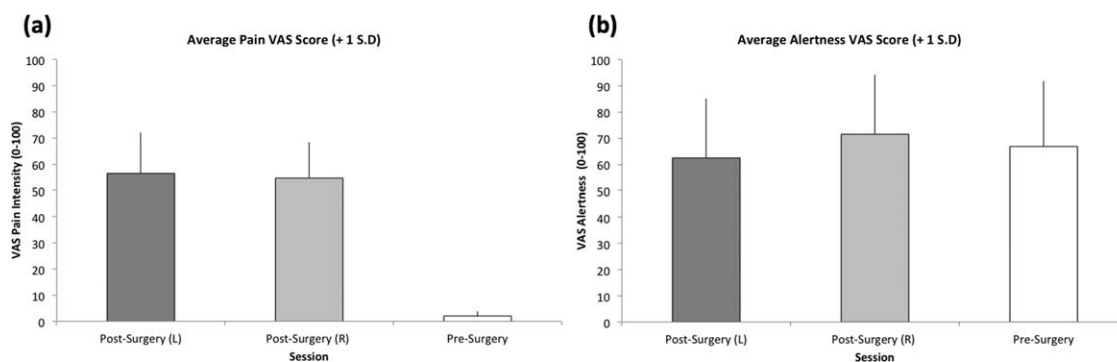 (a)
Average Pain VAS Score (+ 1 S.D)
VAS Pain Intensity (0-100)
100
90
80
70
60
50
40
30
20
10
0
Post-Surgery (L) Post-Surgery (R) Pre-Surgery
Session
(b)
Average Alertness VAS Score (+ 1 S.D)
VAS Alertness (0-100)
100
90
80
70
60
50
40
30
20
10
0
Post-Surgery (L) Post-Surgery (R) Pre-Surgery
Session